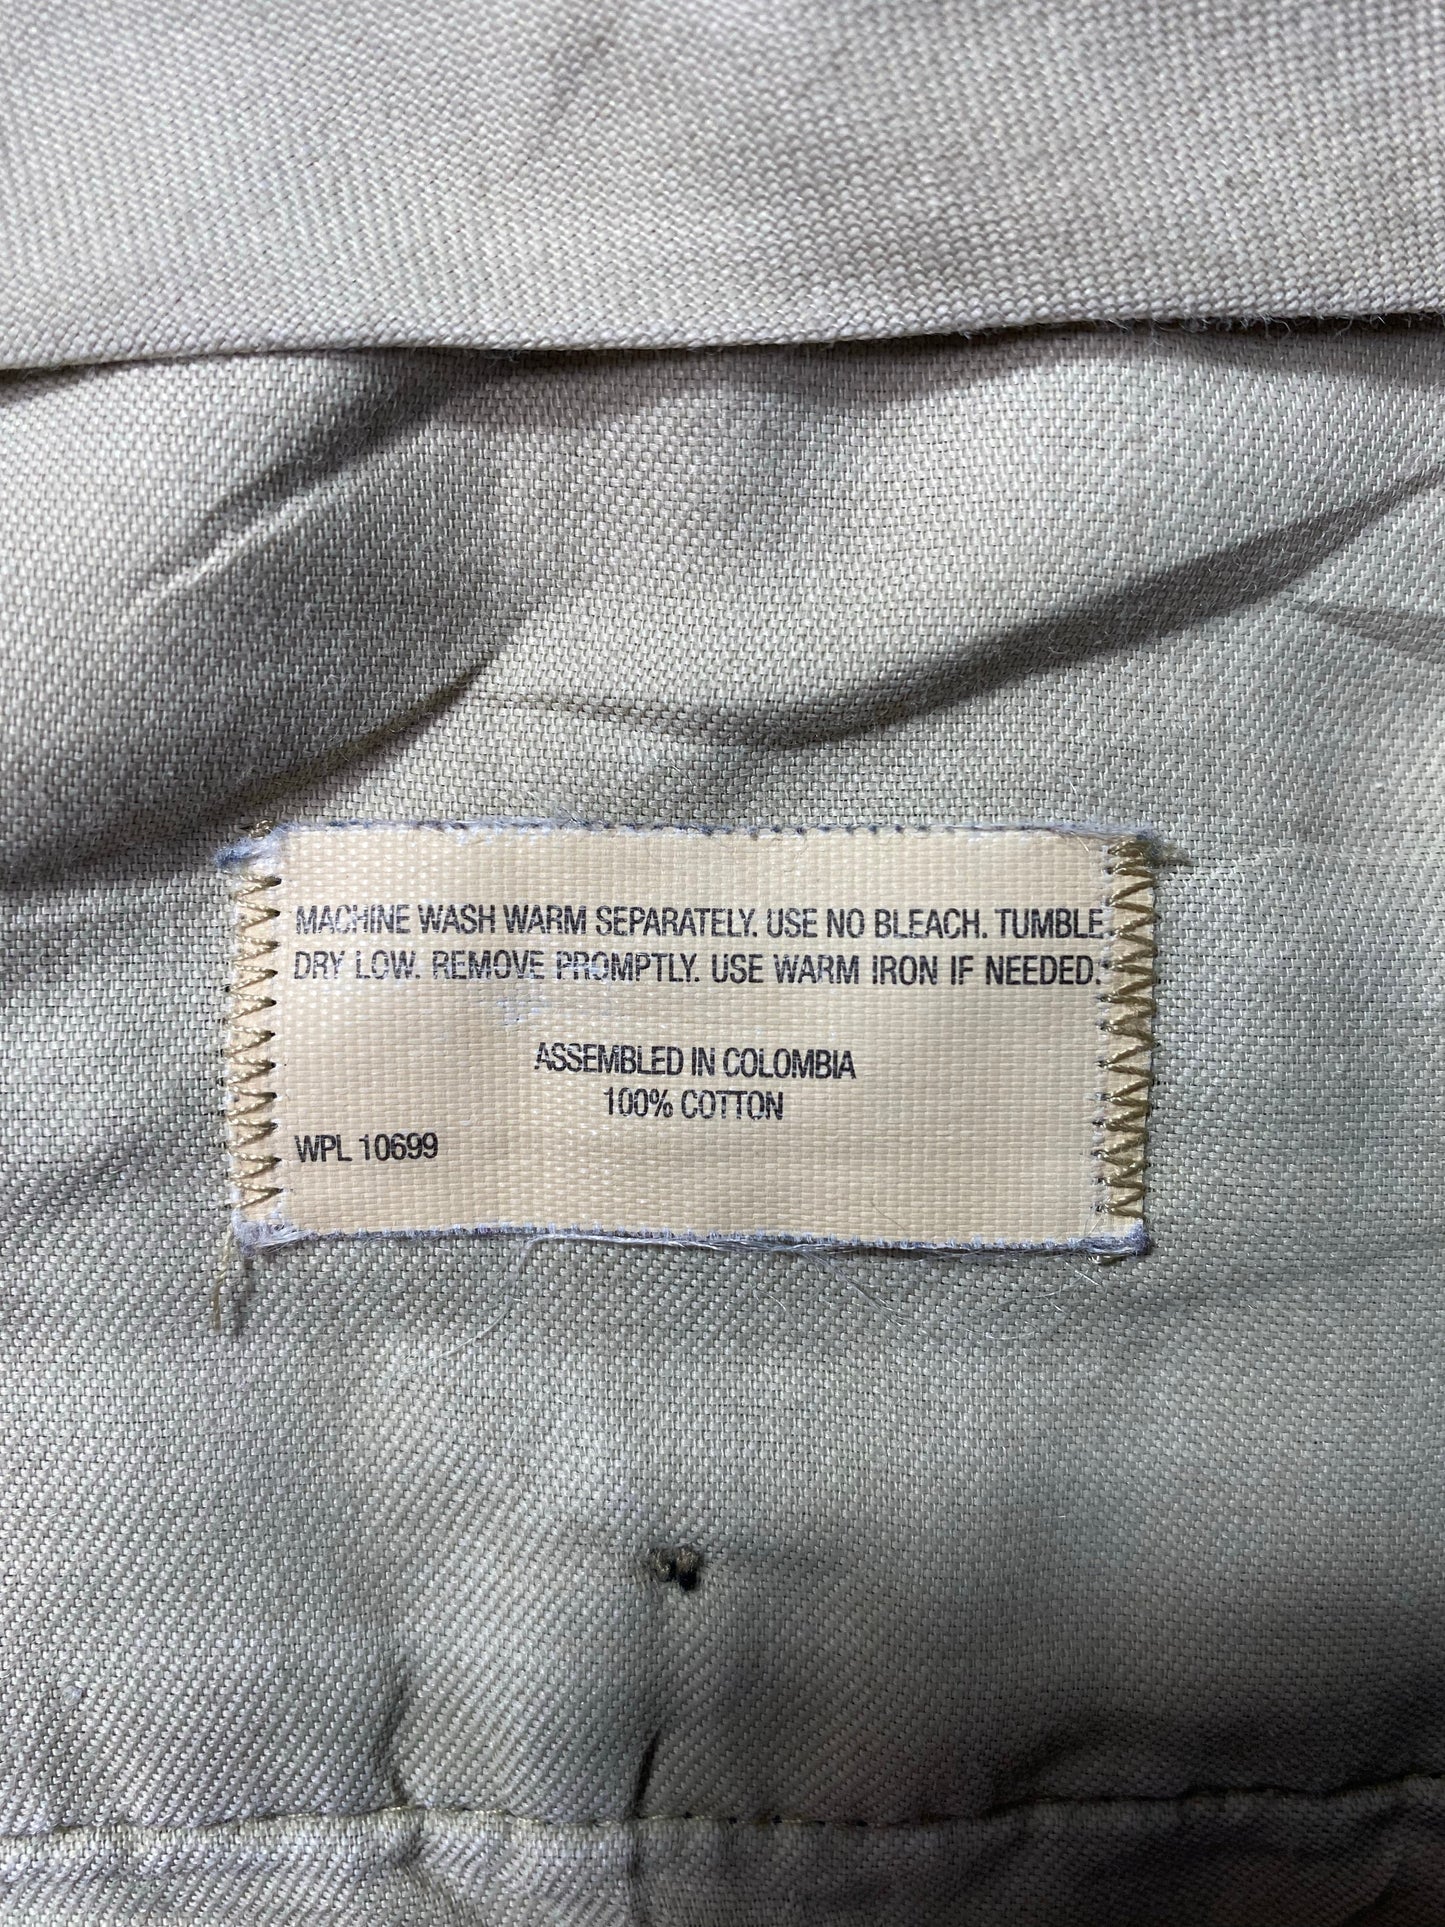 MACHINE WASH WARM SEPARATELY. USE NO BLEACH. TUMBLE
DRY LOW. REMOVE PROMPTLY. USE WARM IRON IF NEEDED.
ASSEMBLED IN COLOMBIA
100% COTTON
WPL 10699